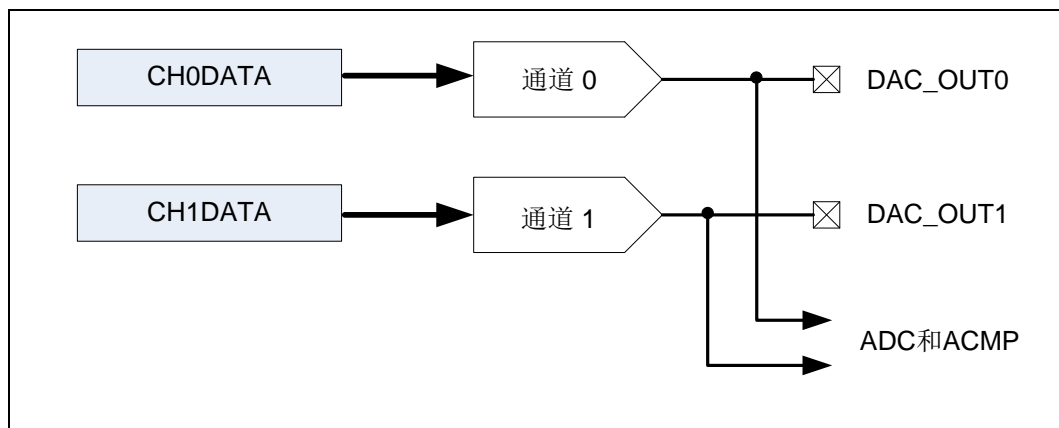 CH0DATA
通道 0
DAC_OUT0
CH1DATA
通道 1
DAC_OUT1
ADC和ACMP